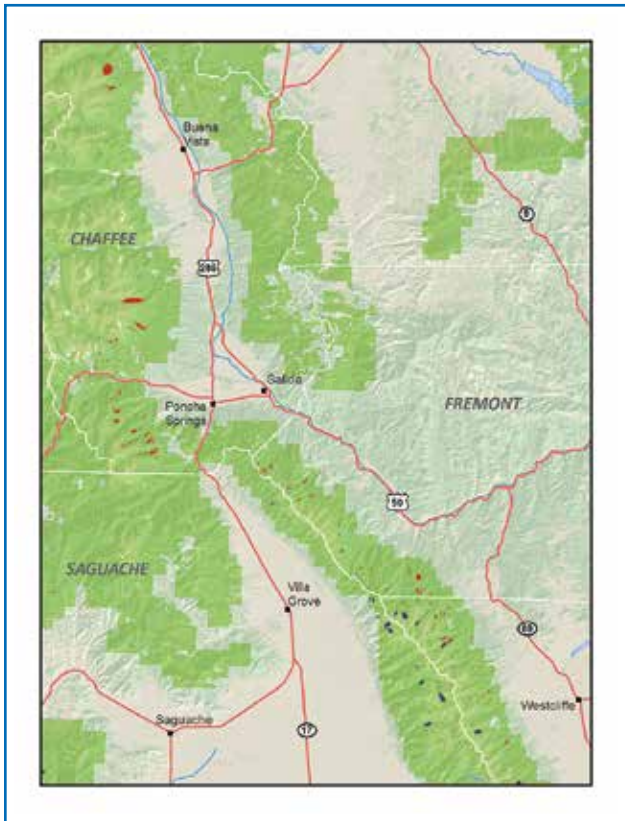 Buena
Vista
9
CHAFFEE
285
Salida
Poncha
Springs
FREMONT
50
SAGUACHE
Villa
Grove
69
Westcliffe
Saguache
17